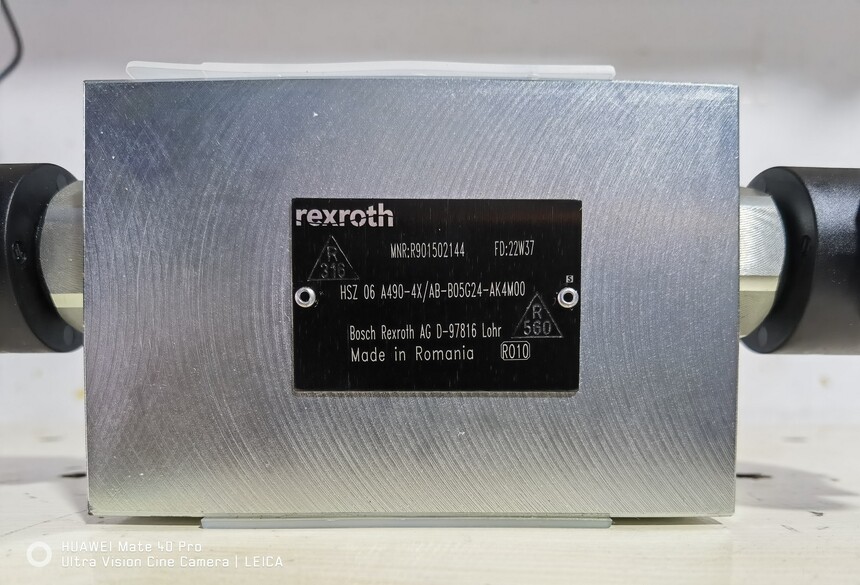 rexroth
R
316
MNR:R901502144 FD:22W37
S
HSZ 06 A490-4X/AB-B05G24-AK4M00
R
560
Bosch Rexroth AG D-97816 Lohr
Made in Romania RO10
HUAWEI Mate 40 Pro
Ultra Vision Cine Camera | LEICA